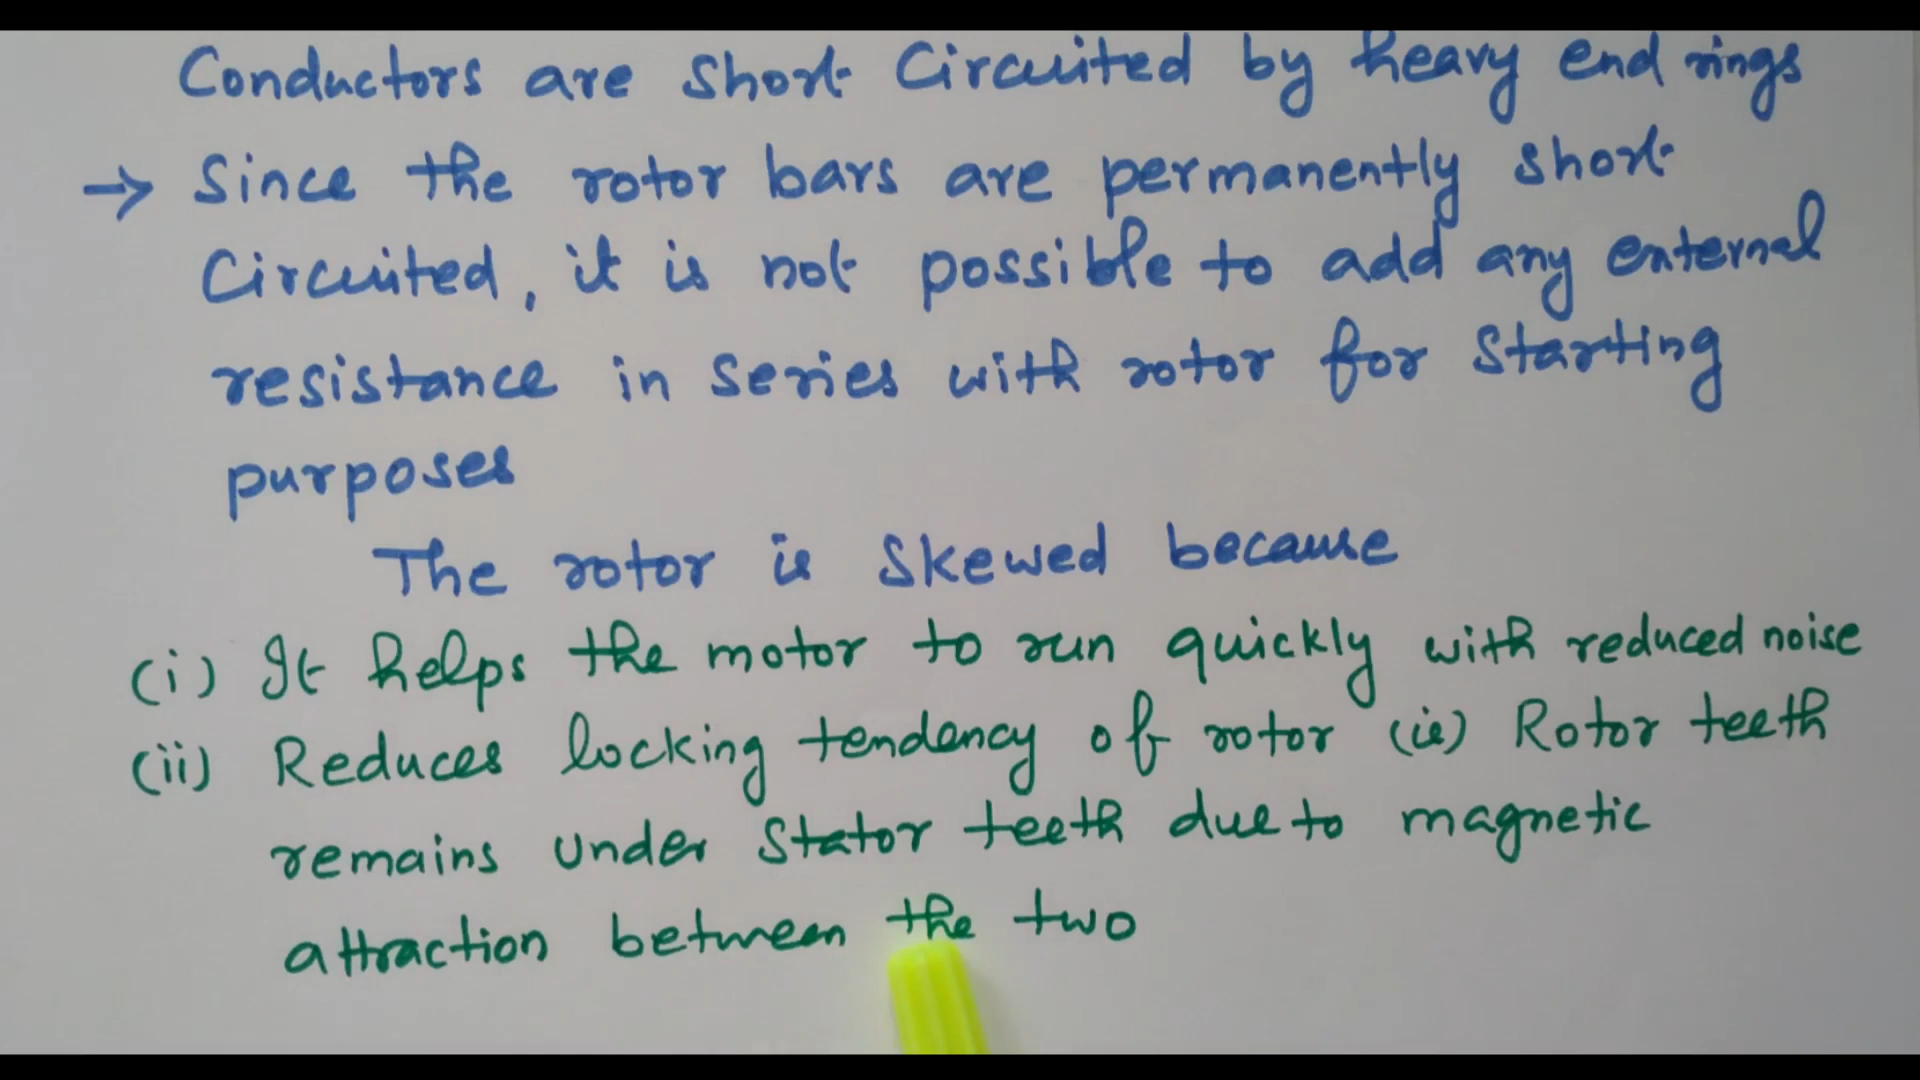 Conductors are Short Circuited by heavy end rings
→ Since the rotor bars are permanently short
Circuited, it is not possible to add any external
resistance in series with rotor for starting
purposes
The rotor is Skewed because
(i) It helps the motor to run quickly with reduced noise
(ii) Reduces locking tendency of rotor (ie) Rotor teeth
remains under Stator teeth due to magnetic
attraction between the two